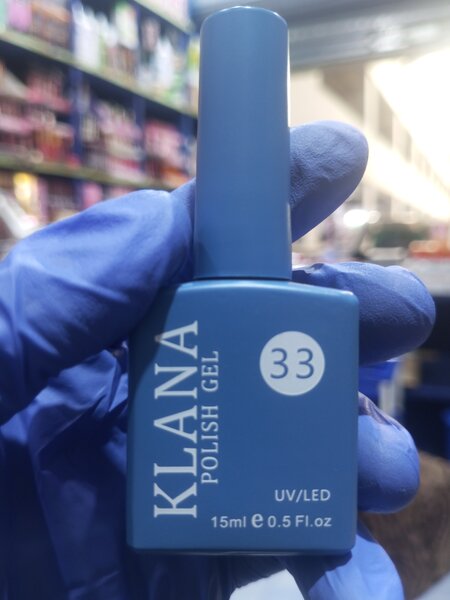 KLANA
POLISH GEL
33
UV/LED
15ml e 0.5 Fl.oz